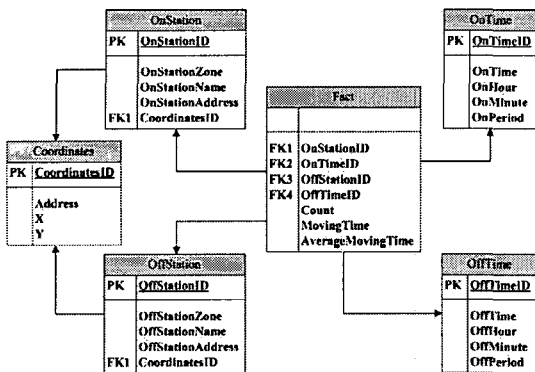 OnStation
PK OnStationID
OnStationZone
OnStationName
OnStationAddress
FK1 CoordinatesID
OnTime
PK OnTimeID
OnTime
OnHour
OnMinute
OnPeriod
Fact
FK1 OnStationID
FK2 OnTimeID
FK3 OffStationID
FK4 OffTimeID
Count
MovingTime
AverageMovingTime
Coordinates
PK CoordinatesID
Address
X
Y
OffStation
PK OffStationID
OffStationZone
OffStationName
OffStationAddress
FK1 CoordinatesID
OffTime
PK OffTimeID
OffTime
OffHour
OffMinute
OffPeriod